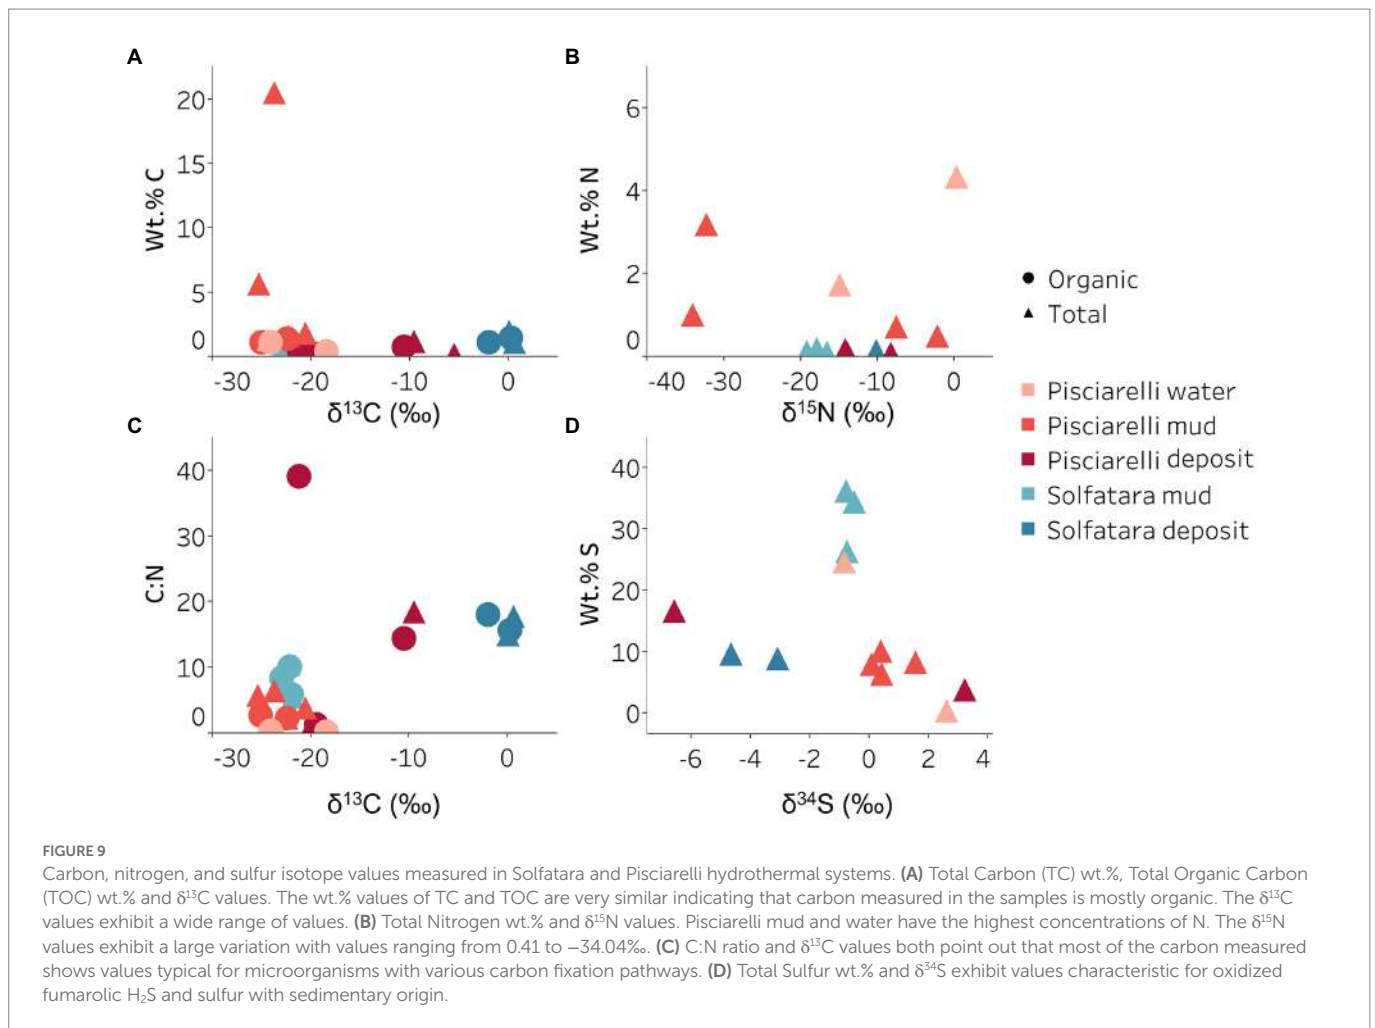 A
Wt.% C
20
15
10
5
0
-30 -20 -10 0
δ¹³C (‰)
B
Wt.% N
6
4
2
0
-40 -30 -20 -10 0
δ¹⁵N (‰)
Organic
Total
Pisciarelli water
Pisciarelli mud
Pisciarelli deposit
Solfatara mud
Solfatara deposit
C
C:N
40
30
20
10
0
-30 -20 -10 0
δ¹³C (‰)
D
Wt.% S
40
30
20
10
0
-6 -4 -2 0 2 4
δ³⁴S (‰)
FIGURE 9
Carbon, nitrogen, and sulfur isotope values measured in Solfatara and Pisciarelli hydrothermal systems. (A) Total Carbon (TC) wt.%, Total Organic Carbon
(TOC) wt.% and δ¹³C values. The wt.% values of TC and TOC are very similar indicating that carbon measured in the samples is mostly organic. The δ¹³C
values exhibit a wide range of values. (B) Total Nitrogen wt.% and δ¹⁵N values. Pisciarelli mud and water have the highest concentrations of N. The δ¹⁵N
values exhibit a large variation with values ranging from 0.41 to −34.04‰. (C) C:N ratio and δ¹³C values both point out that most of the carbon measured
shows values typical for microorganisms with various carbon fixation pathways. (D) Total Sulfur wt.% and δ³⁴S exhibit values characteristic for oxidized
fumarolic H₂S and sulfur with sedimentary origin.